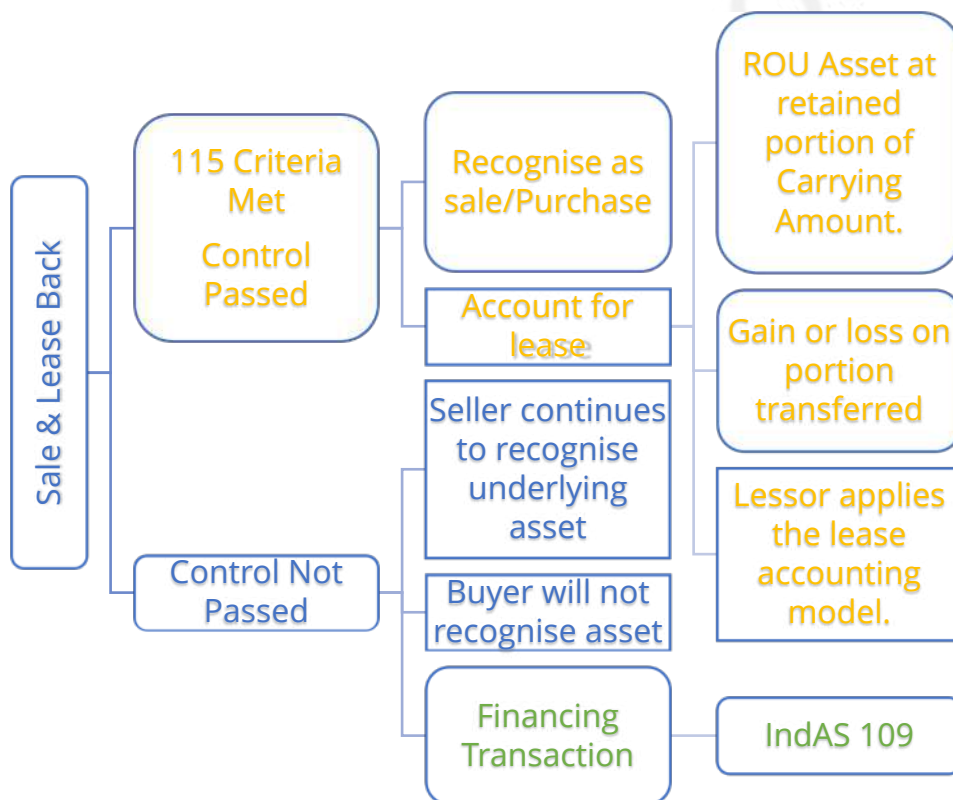 Sale & Lease Back
115 Criteria
Met
Control
Passed
Recognise as
sale/Purchase
Account for
lease
ROU Asset at
retained
portion of
Carrying
Amount.
Gain or loss on
portion
transferred
Lessor applies
the lease
accounting
model.
Control Not
Passed
Seller continues
to recognise
underlying
asset
Buyer will not
recognise asset
Financing
Transaction
IndAS 109